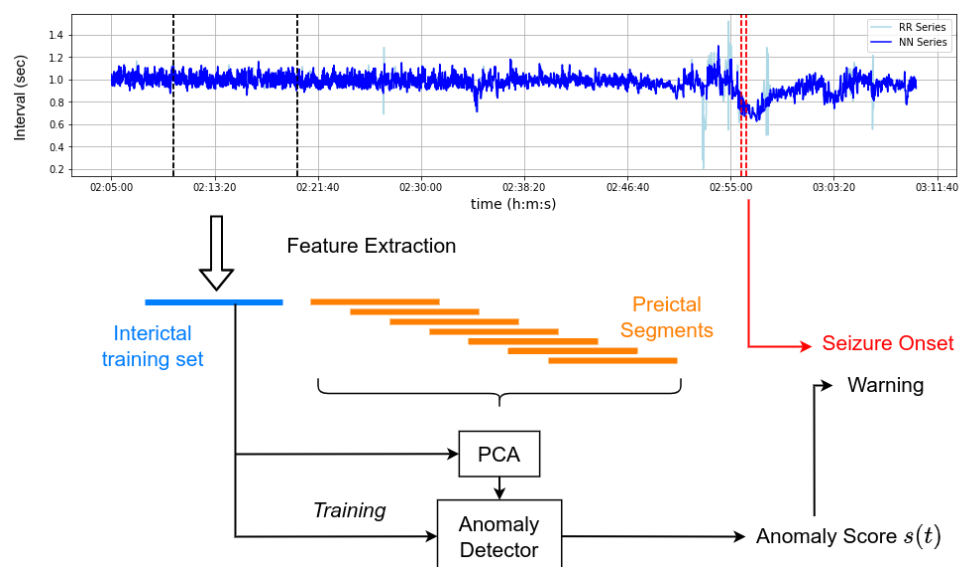 RR Series
NN Series
Interval (sec)
1.4
1.2
1.0
0.8
0.6
0.4
0.2
02:05:00 02:13:20 02:21:40 02:30:00 02:38:20 02:46:40 02:55:00 03:03:20 03:11:40
time (h:m:s)
Feature Extraction
Interictal
training set
Preictal
Segments
Seizure Onset
Warning
PCA
Training
Anomaly
Detector
Anomaly Score s(t)